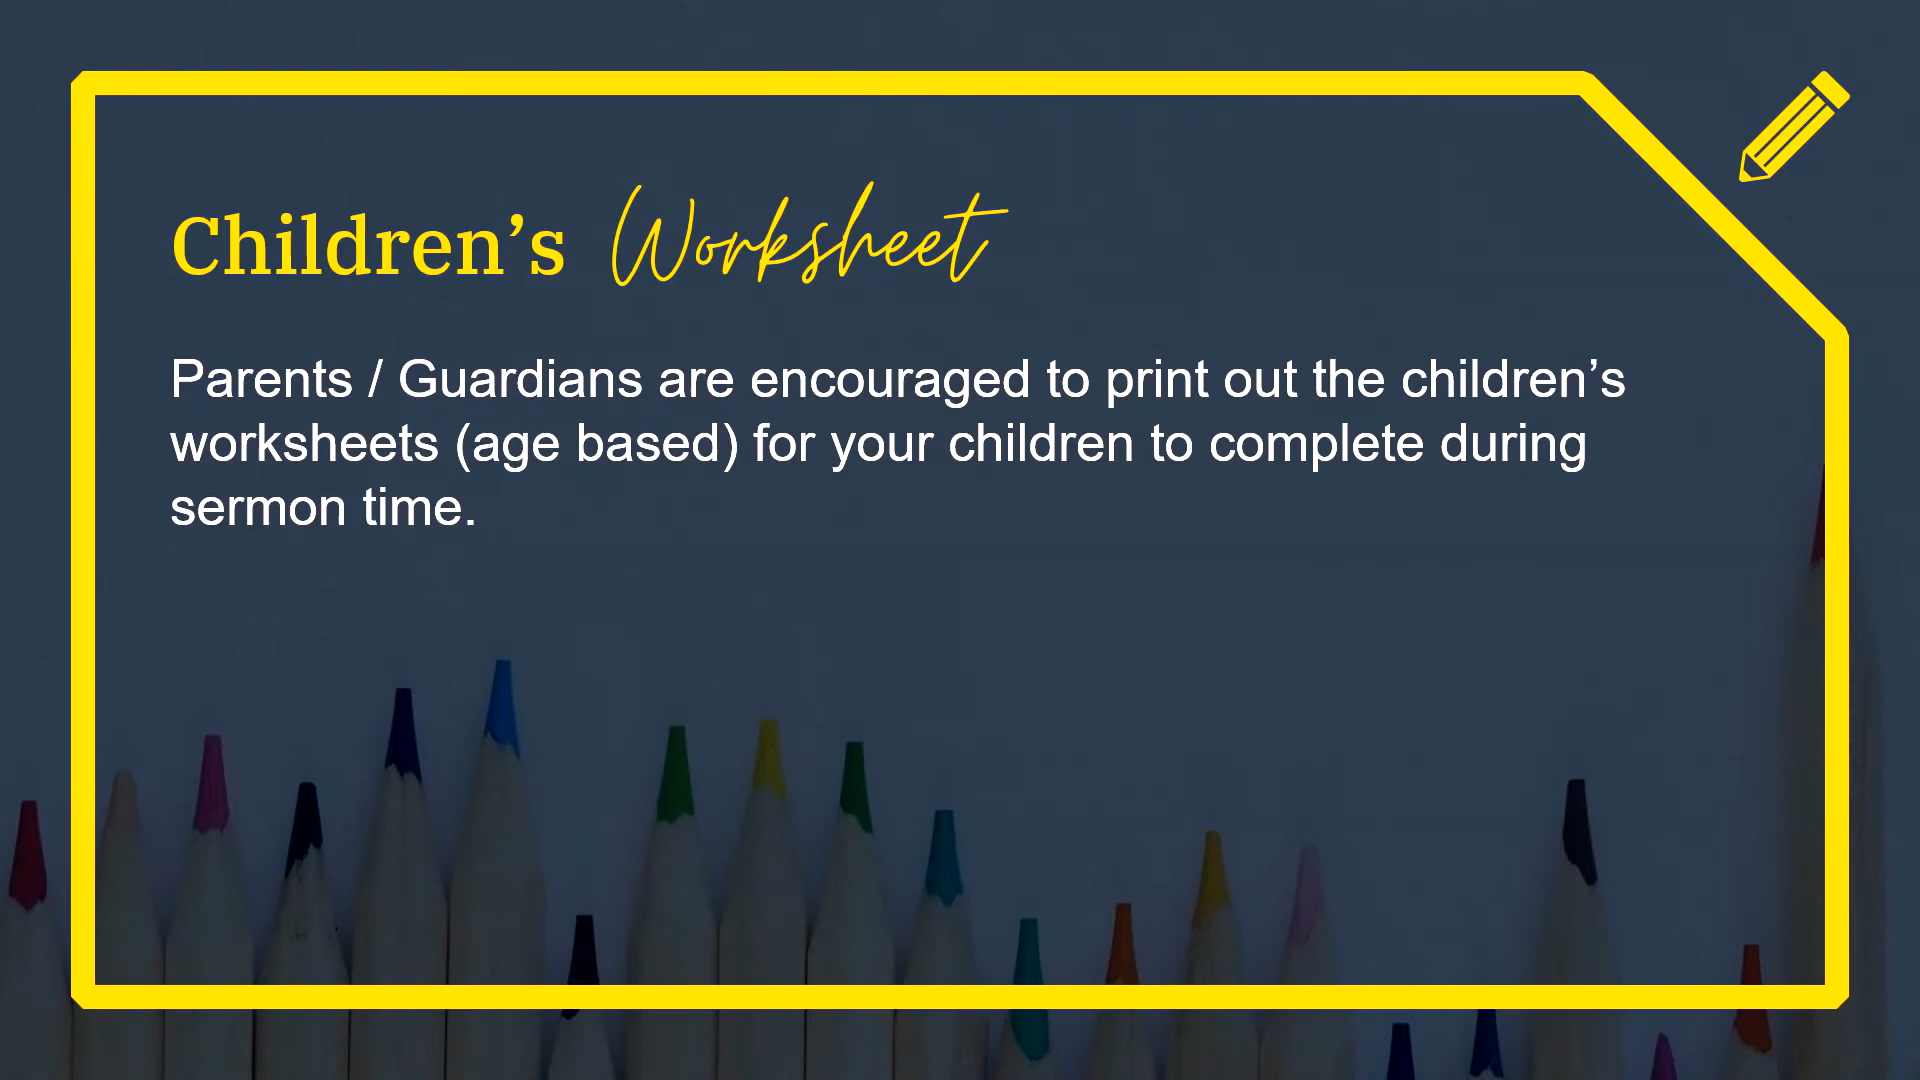 Children’s Worksheet
Parents / Guardians are encouraged to print out the children’s
worksheets (age based) for your children to complete during
sermon time.